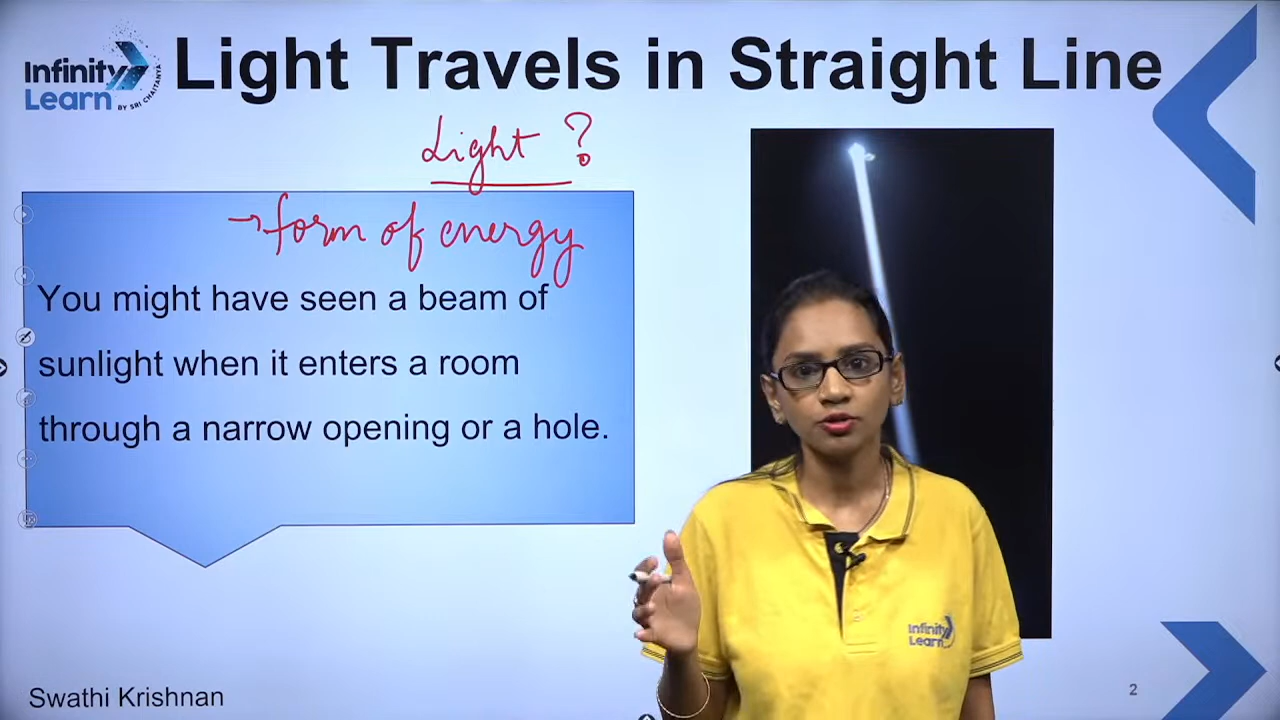 Infinity Learn
BY SRI CHAITANYA
Light Travels in Straight Line
Light ?
→ form of energy
You might have seen a beam of
sunlight when it enters a room
through a narrow opening or a hole.
Infinity
Learn
Swathi Krishnan
2